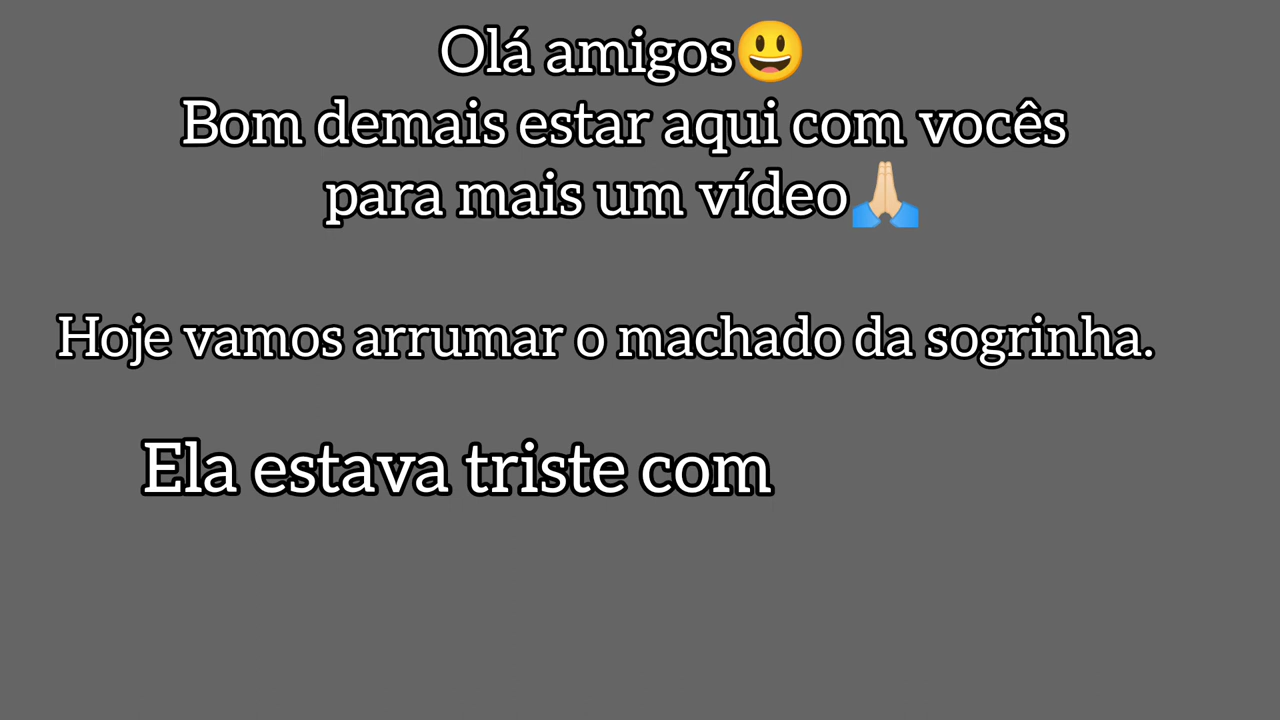 Olá amigos😃
Bom demais estar aqui com vocês
para mais um vídeo🙏🏼
Hoje vamos arrumar o machado da sogrinha.
Ela estava triste com